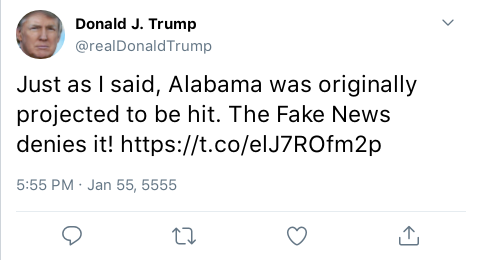 Donald J. Trump
@realDonaldTrump
Just as I said, Alabama was originally
projected to be hit. The Fake News
denies it! https://t.co/elJ7ROfm2p
5:55 PM · Jan 55, 5555